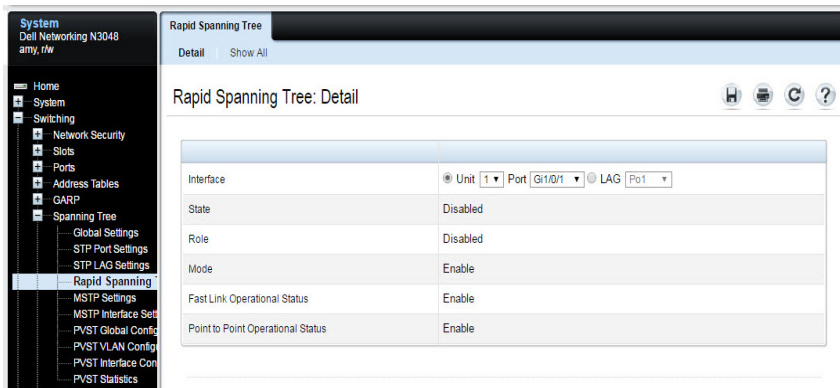 System
Dell Networking N3048
amy, r/w
Rapid Spanning Tree
Detail Show All
Home
System
Switching
Network Security
Slots
Ports
Address Tables
GARP
Spanning Tree
Global Settings
STP Port Settings
STP LAG Settings
Rapid Spanning
MSTP Settings
MSTP Interface Sett
PVST Global Config
PVST VLAN Config
PVST Interface Con
PVST Statistics
Rapid Spanning Tree: Detail
Interface Unit 1 Port Gi1/0/1 LAG Po1
State Disabled
Role Disabled
Mode Enable
Fast Link Operational Status Enable
Point to Point Operational Status Enable